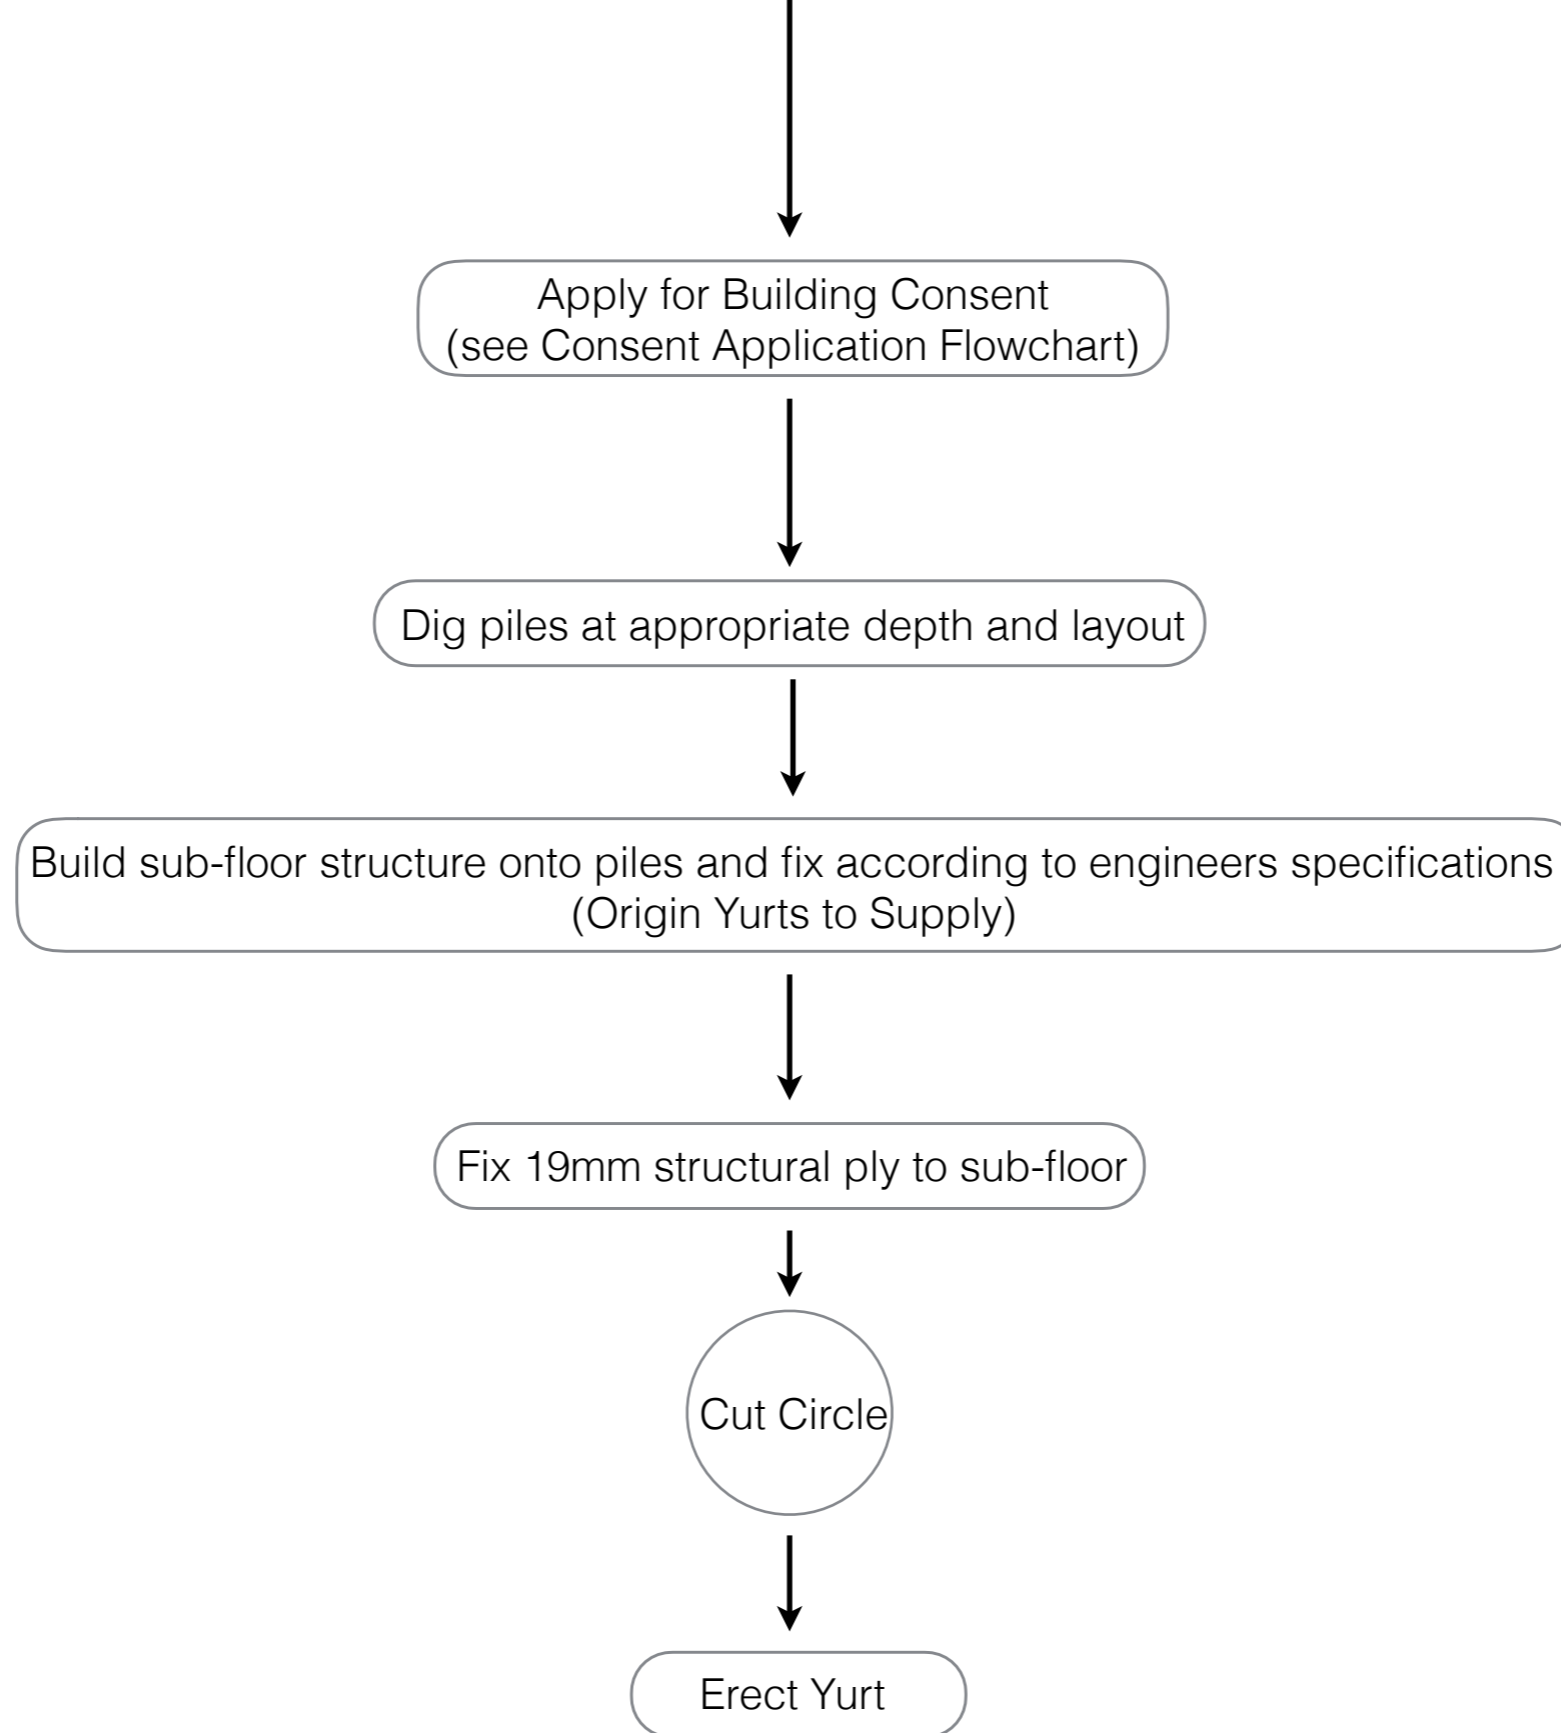 Apply for Building Consent
(see Consent Application Flowchart)
Dig piles at appropriate depth and layout
Build sub-floor structure onto piles and fix according to engineers specifications
(Origin Yurts to Supply)
Fix 19mm structural ply to sub-floor
Cut Circle
Erect Yurt